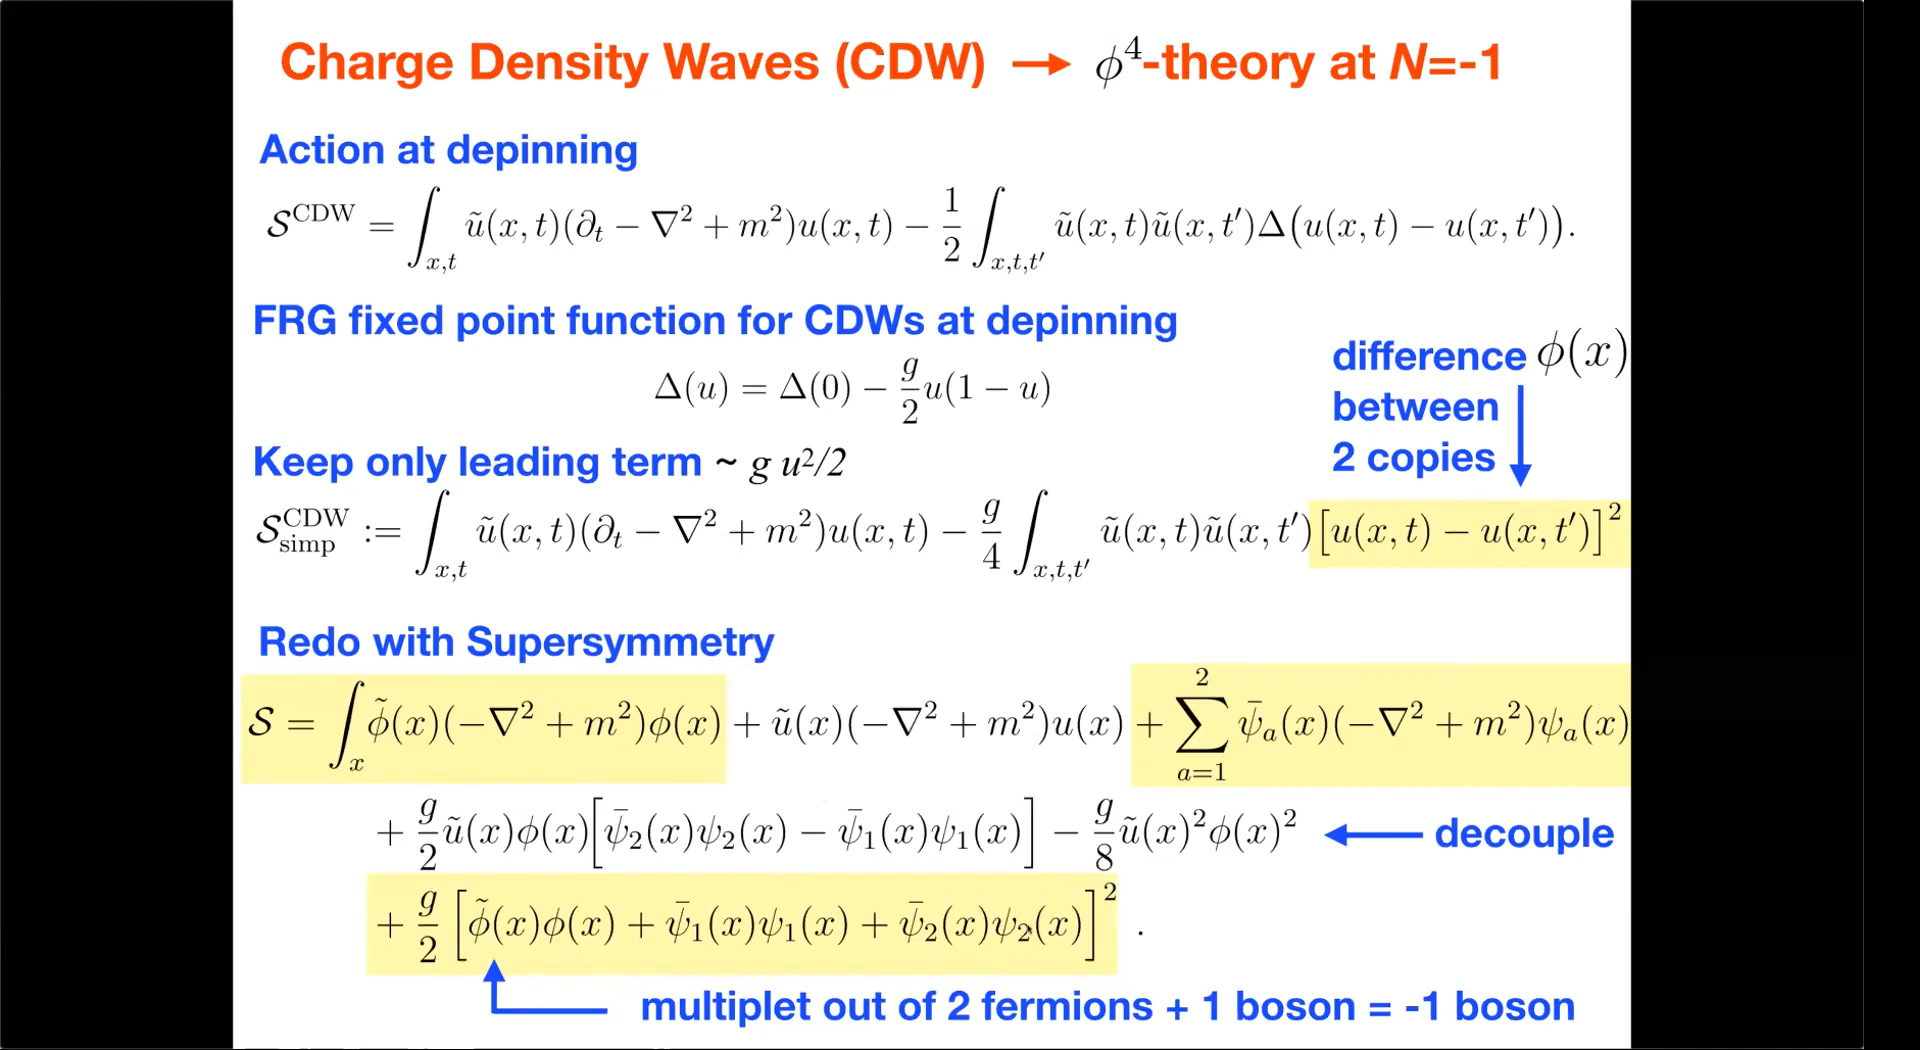 Charge Density Waves (CDW) → ϕ⁴-theory at N=-1
Action at depinning
𝒮^CDW = ∫_{x,t} ũ(x,t)(∂_t − ∇² + m²)u(x,t) − 1/2 ∫_{x,t,t′} ũ(x,t)ũ(x,t′)Δ(u(x,t) − u(x,t′)).
FRG fixed point function for CDWs at depinning
Δ(u) = Δ(0) − g/2 u(1 − u)
difference ϕ(x)
between
2 copies
Keep only leading term ~ g u²/2
𝒮^CDW_simp := ∫_{x,t} ũ(x,t)(∂_t − ∇² + m²)u(x,t) − g/4 ∫_{x,t,t′} ũ(x,t)ũ(x,t′)[u(x,t) − u(x,t′)]²
Redo with Supersymmetry
𝒮 = ∫_x ϕ̃(x)(−∇² + m²)ϕ(x) + ũ(x)(−∇² + m²)u(x) + ∑_{a=1}^{2} ψ̄_a(x)(−∇² + m²)ψ_a(x)
+ g/2 ũ(x)ϕ(x)[ψ̄₂(x)ψ₂(x) − ψ̄₁(x)ψ₁(x)] − g/8 ũ(x)²ϕ(x)² ← decouple
+ g/2 [ϕ̃(x)ϕ(x) + ψ̄₁(x)ψ₁(x) + ψ̄₂(x)ψ₂(x)]² .
multiplet out of 2 fermions + 1 boson = -1 boson